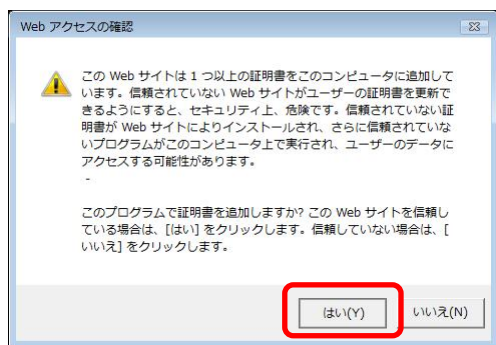 Web アクセスの確認
この Web サイトは 1 つ以上の証明書をこのコンピュータに追加して
います。信頼されていない Web サイトがユーザーの証明書を更新で
きるようにすると、セキュリティ上、危険です。信頼されていない証
明書が Web サイトによりインストールされ、さらに信頼されていな
いプログラムがこのコンピュータ上で実行され、ユーザーのデータに
アクセスする可能性があります。
-
このプログラムで証明書を追加しますか? この Web サイトを信頼し
ている場合は、[はい] をクリックします。信頼していない場合は、[
いいえ] をクリックします。
はい(Y) いいえ(N)